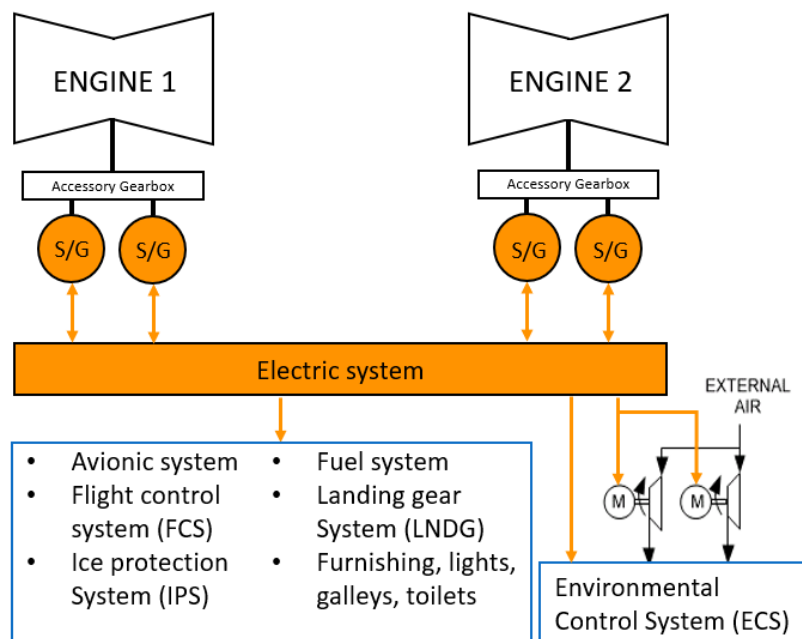 ENGINE 1
ENGINE 2
Accessory Gearbox
Accessory Gearbox
S/G
S/G
S/G
S/G
Electric system
EXTERNAL
AIR
• Avionic system
• Flight control
system (FCS)
• Ice protection
System (IPS)
• Fuel system
• Landing gear
System (LNDG)
• Furnishing, lights,
galleys, toilets
M
M
Environmental
Control System (ECS)